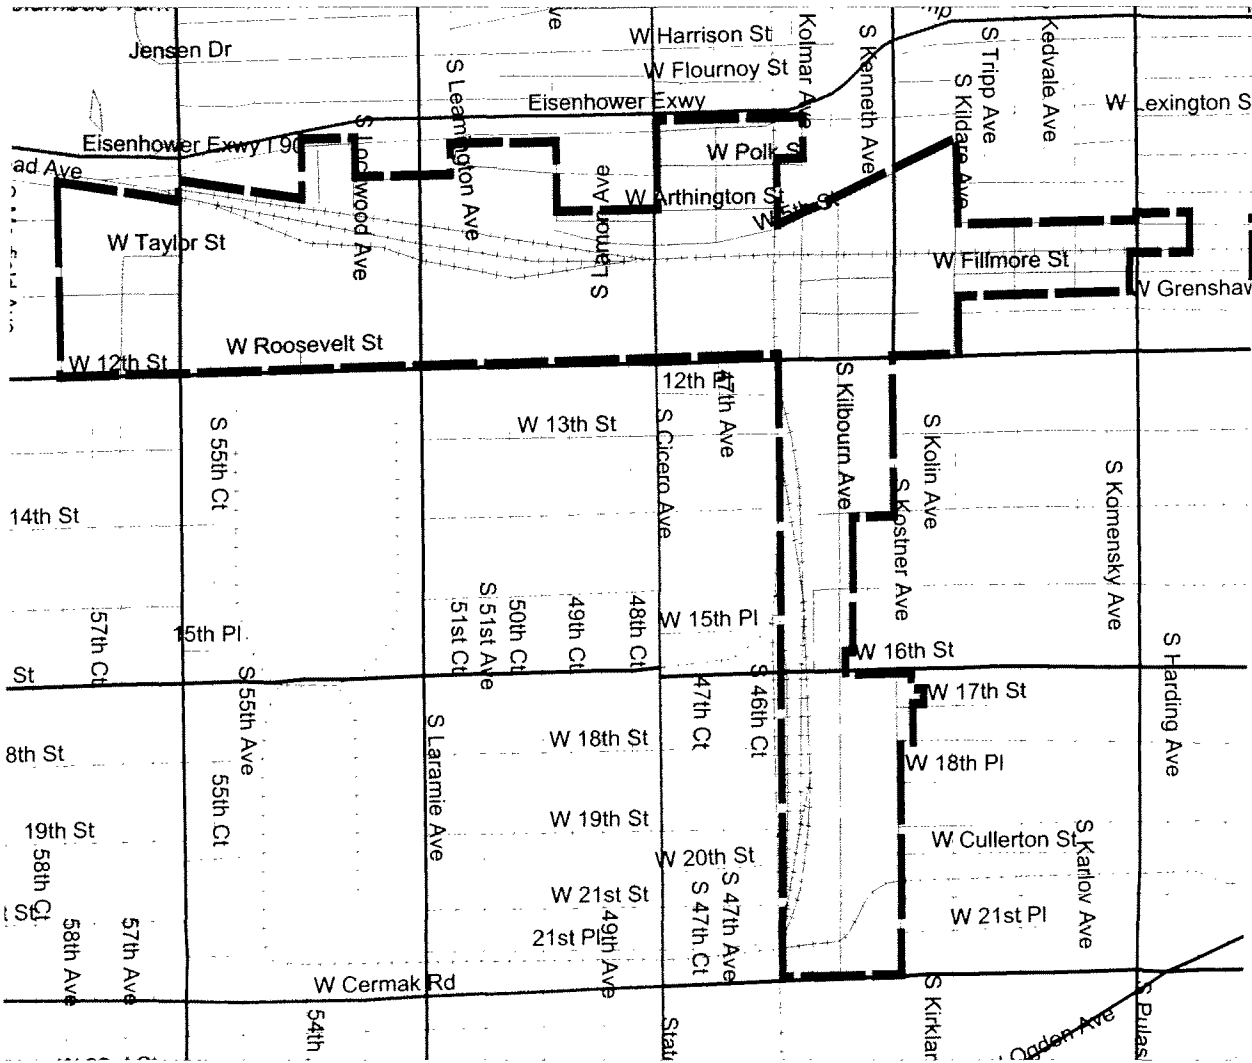 Jensen Dr
W Harrison St
W Flournoy St
Kolmar Ave
S Kenneth Ave
S Tripp Ave
Kedvale Ave
S Kildare Ave
S Leamington Ave
Eisenhower Exwy
W Lexington S
Eisenhower Exwy I 90
S Lockwood Ave
W Polk S
ad Ave
W Arthington St
S Lamon Ave
W 5th St
W Taylor St
W Fillmore St
W Grenshaw
W Roosevelt St
W 12th St
12th P
47th Ave
S Kilbourn Ave
S 55th Ct
W 13th St
S Cicero Ave
S Kolin Ave
S Komensky Ave
S Kostner Ave
14th St
57th Ct
15th Pl
51st Ct
S 51st Ave
50th Ct
49th Ct
48th Ct
W 15th Pl
W 16th St
S Harding Ave
St
S 55th Ave
47th Ct
S 46th Ct
W 17th St
S Laramie Ave
8th St
W 18th St
W 18th Pl
55th Ct
19th St
W 19th St
W Cullerton St
S Karlov Ave
58th Ct
W 20th St
W 21st St
S 47th Ct
S 47th Ave
t St
58th Ave
57th Ave
21st Pl
49th Ave
W 21st Pl
W Cermak Rd
S Kirklan
S Pulas
54th
State
Ogden Ave